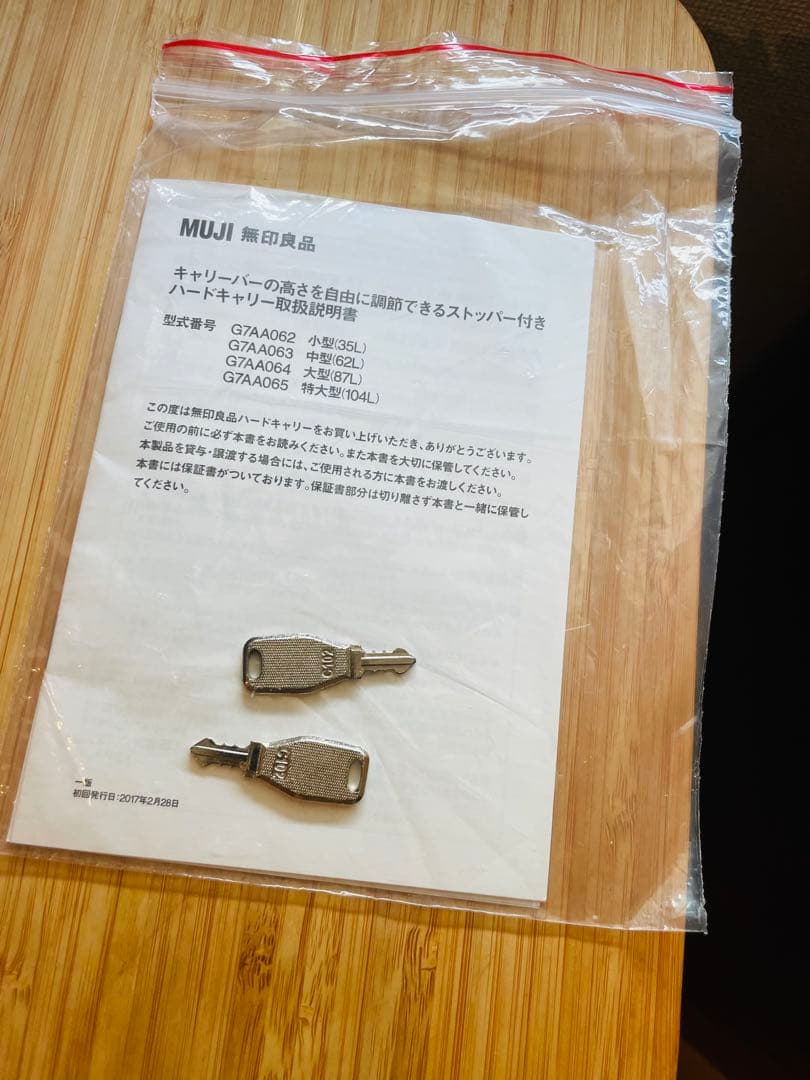 MUJI 無印良品
キャリーバーの高さを自由に調節できるストッパー付き
ハードキャリー取扱説明書
型式番号 G7AA062 小型(35L)
G7AA063 中型(62L)
G7AA064 大型(87L)
G7AA065 特大型(104L)
この度は無印良品ハードキャリーをお買い上げいただき、ありがとうございます。
ご使用の前に必ず本書をお読みください。また本書を大切に保管してください。
本製品を貸与・譲渡する場合には、ご使用される方に本書をお渡しください。
本書には保証書がついております。保証書部分は切り離さず本書と一緒に保管し
てください。
C102
C102
一版
初回発行日:2017年2月28日